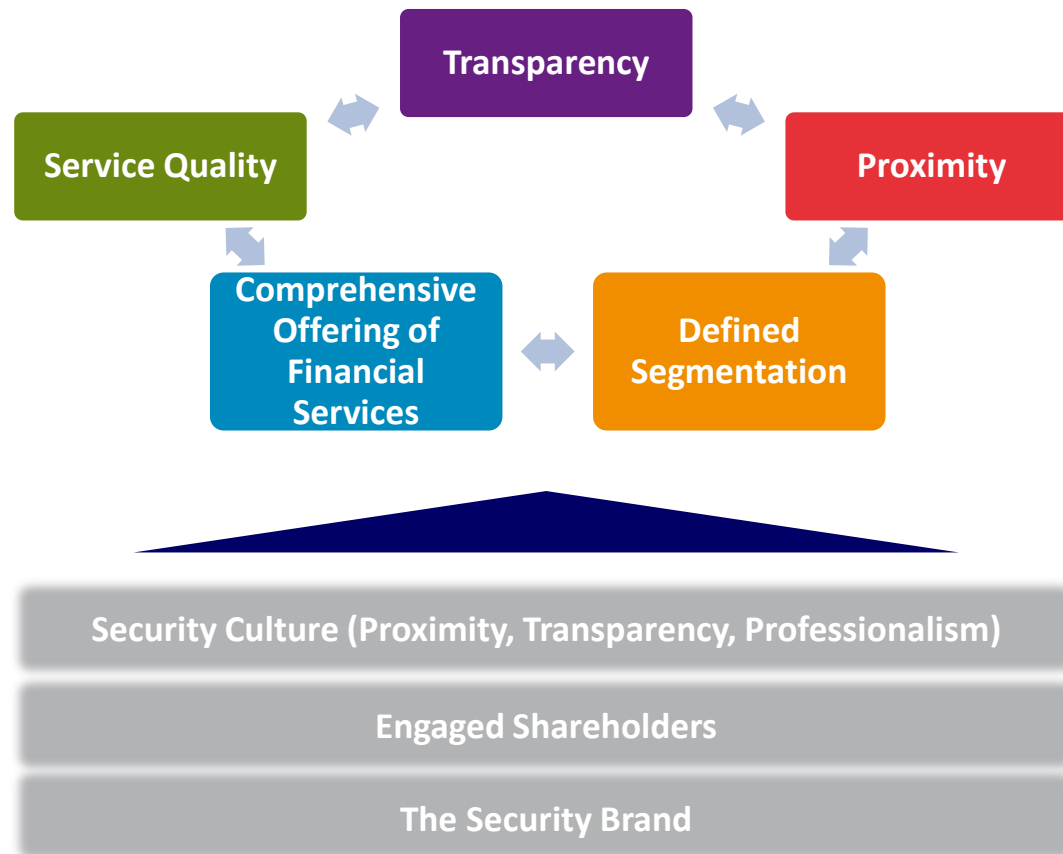 Transparency
Service Quality
Proximity
Comprehensive
Offering of
Financial
Services
Defined
Segmentation
Security Culture (Proximity, Transparency, Professionalism)
Engaged Shareholders
The Security Brand